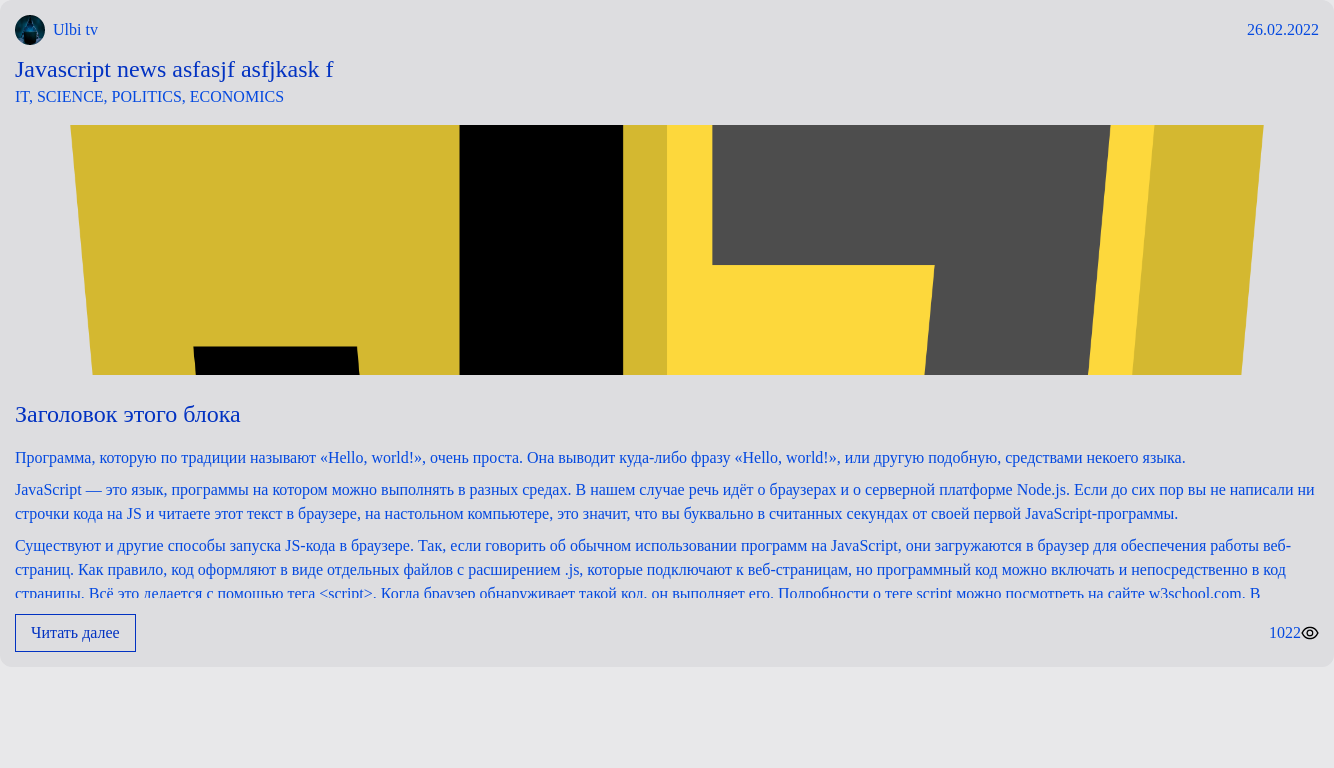 Ulbi tv
26.02.2022
Javascript news asfasjf asfjkask f
IT, SCIENCE, POLITICS, ECONOMICS
Заголовок этого блока
Программа, которую по традиции называют «Hello, world!», очень проста. Она выводит куда-либо фразу «Hello, world!», или другую подобную, средствами некоего языка.
JavaScript — это язык, программы на котором можно выполнять в разных средах. В нашем случае речь идёт о браузерах и о серверной платформе Node.js. Если до сих пор вы не написали ни
строчки кода на JS и читаете этот текст в браузере, на настольном компьютере, это значит, что вы буквально в считанных секундах от своей первой JavaScript-программы.
Существуют и другие способы запуска JS-кода в браузере. Так, если говорить об обычном использовании программ на JavaScript, они загружаются в браузер для обеспечения работы веб-
страниц. Как правило, код оформляют в виде отдельных файлов с расширением .js, которые подключают к веб-страницам, но программный код можно включать и непосредственно в код
страницы. Всё это делается с помощью тега <script>. Когда браузер обнаруживает такой код, он выполняет его. Подробности о теге script можно посмотреть на сайте w3school.com. В
Читать далее
1022